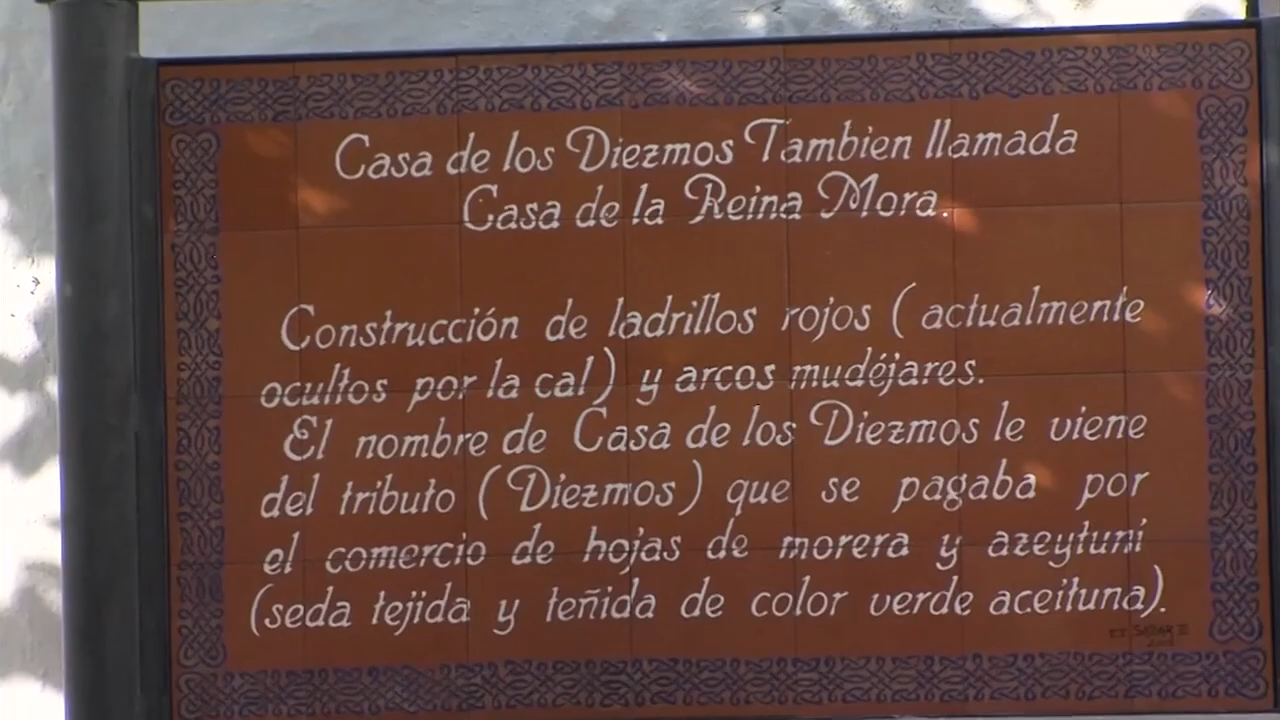 Casa de los Diezmos Tambien llamada
Casa de la Reina Mora.
Construcción de ladrillos rojos ( actualmente
ocultos por la cal ) y arcos mudéjares.
El nombre de Casa de los Diezmos le viene
del tributo ( Diezmos ) que se pagaba por
el comercio de hojas de morera y azeytuní
(seda tejida y teñida de color verde aceituna).